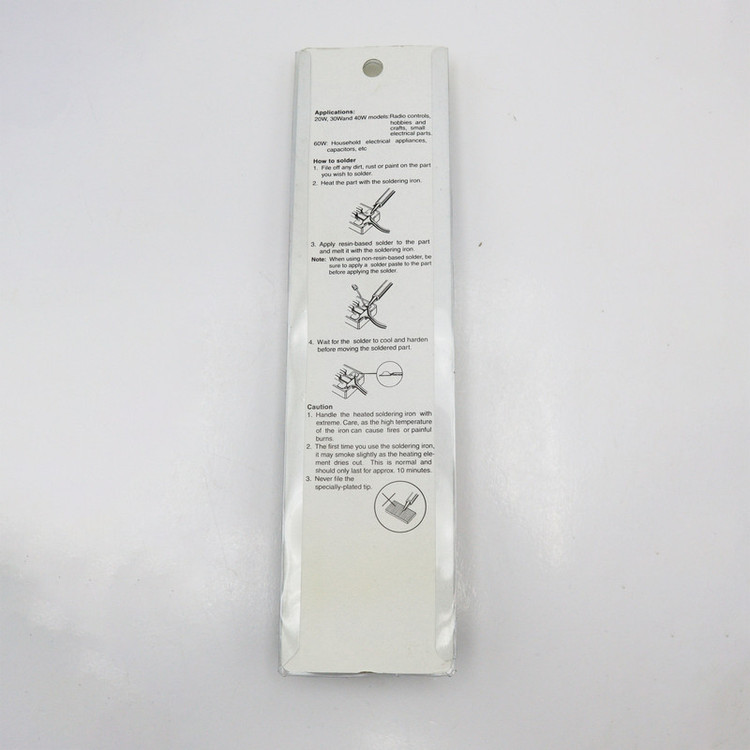 Applications:
20W, 30Wand 40W models: Radio controls,
hobbies and
crafts, small
electrical parts.
60W: Household electrical appliances,
capacitors, etc
How to solder
1. File off any dirt, rust or paint on the part
you wish to solder.
2. Heat the part with the soldering iron.
3. Apply resin-based solder to the part
and melt it with the soldering iron.
Note: When using non-resin-based solder, be
sure to apply a solder paste to the part
before applying the solder.
4. Wait for the solder to cool and harden
before moving the soldered part.
Caution
1. Handle the heated soldering iron with
extreme. Care, as the high temperature
of the iron can cause fires or painful
burns.
2. The first time you use the soldering iron,
it may smoke slightly as the heating ele-
ment dries out. This is normal and
should only last for approx. 10 minutes.
3. Never file the
specially-plated tip.